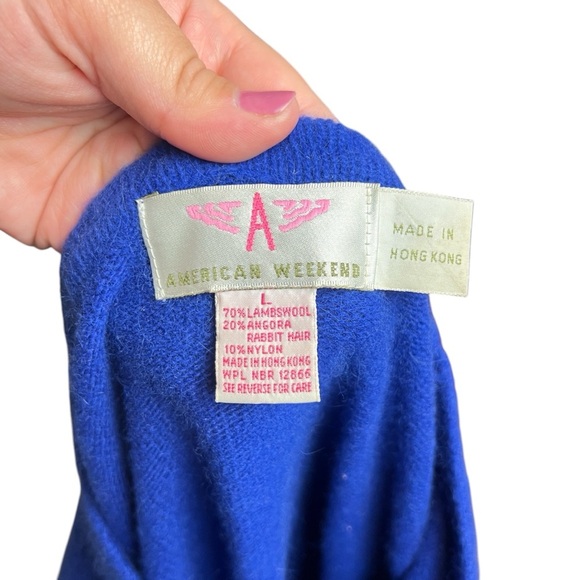 A
AMERICAN WEEKEND
MADE IN
HONG KONG
L
70% LAMBSWOOL
20% ANGORA
RABBIT HAIR
10% NYLON
MADE IN HONG KONG
WPL NBR 12866
SEE REVERSE FOR CARE